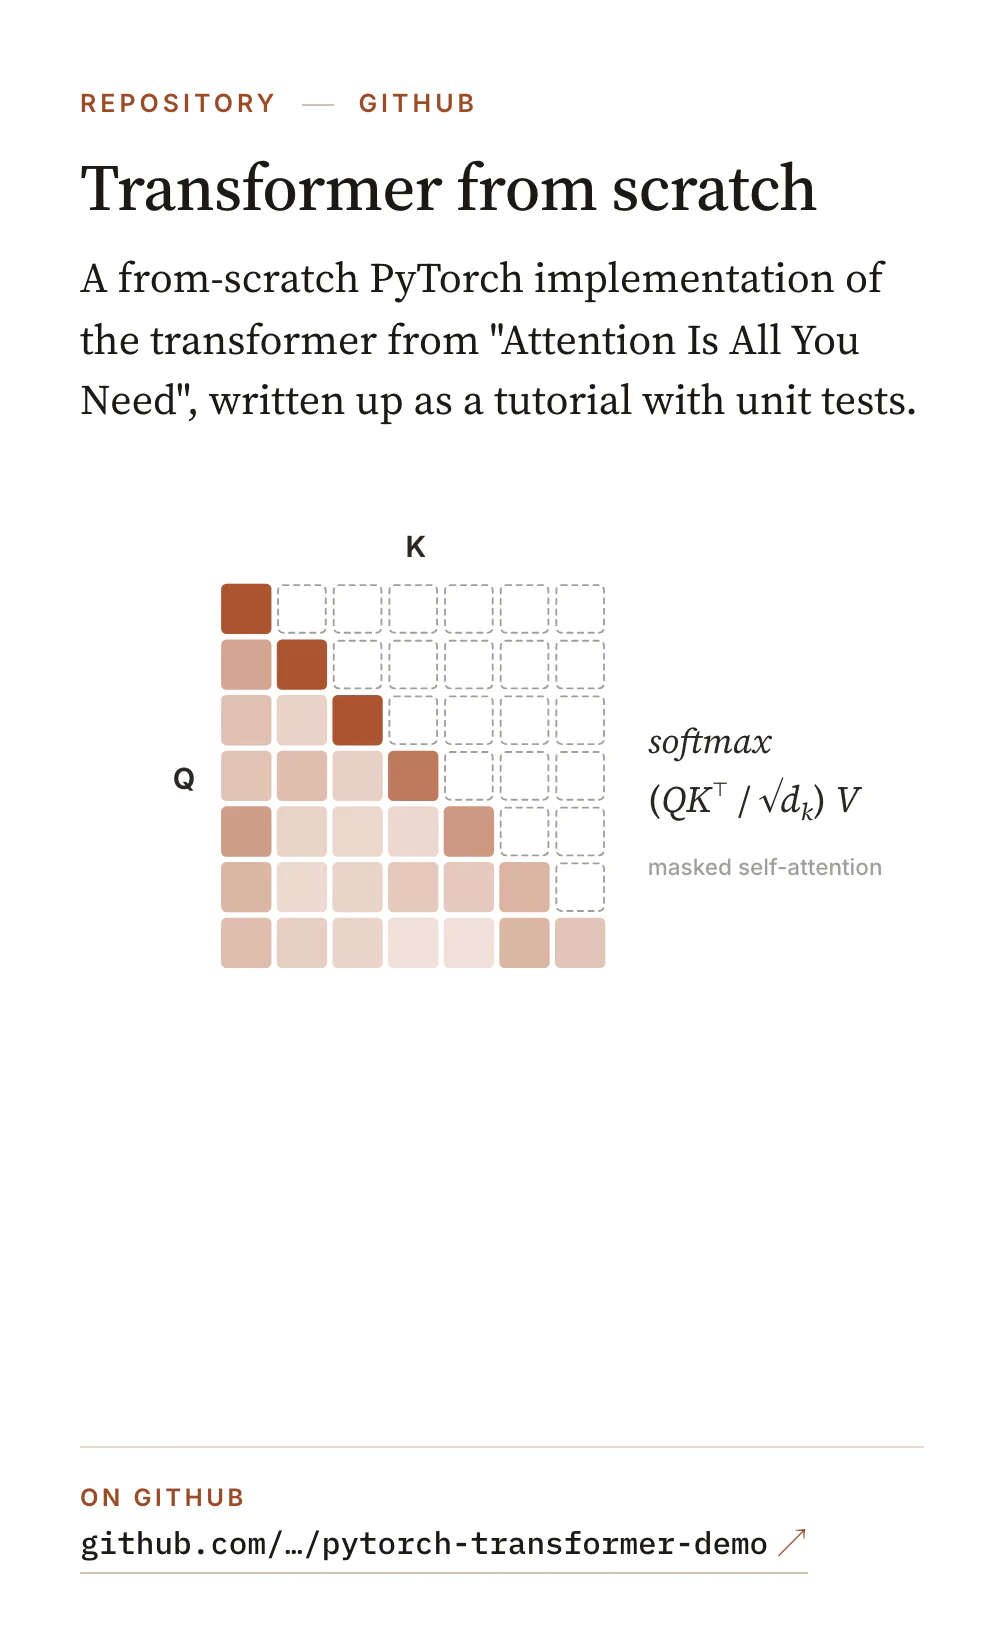 REPOSITORY — GITHUB
Transformer from scratch
A from-scratch PyTorch implementation of
the transformer from "Attention Is All You
Need", written up as a tutorial with unit tests.
K
Q
softmax
(QK⊤ / √dₖ) V
masked self-attention
ON GITHUB
github.com/…/pytorch-transformer-demo ↗